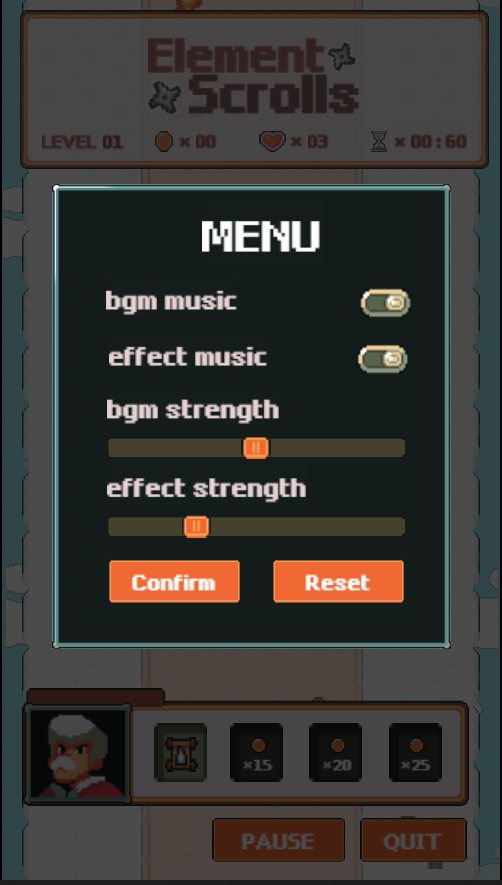 Element
Scrolls
LEVEL 01 × 00 × 03 × 00:60
MENU
bgm music
effect music
bgm strength
effect strength
Confirm Reset
×15 ×20 ×25
PAUSE QUIT